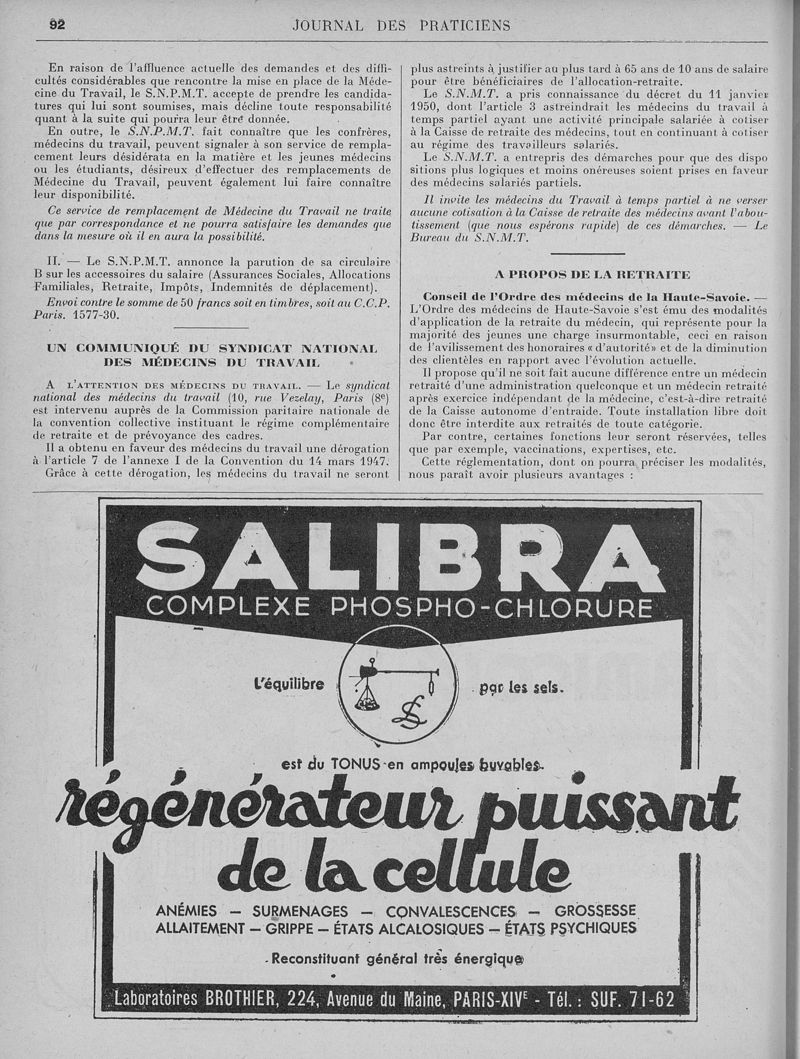 92
JOURNAL DES PRATICIENS
En raison de l'affluence actuelle des demandes et des diffi-
cultés considérables que rencontre la mise en place de la Méde-
cine du Travail, le S.N.P.M.T. accepte de prendre les candida-
tures qui lui sont soumises, mais décline toute responsabilité
quant à la suite qui pourra leur être donnée.
En outre, le S.N.P.M.T. fait connaître que les confrères,
médecins du travail, peuvent signaler à son service de rempla-
cement leurs désidérata en la matière et les jeunes médecins
ou les étudiants, désireux d'effectuer des remplacements de
Médecine du Travail, peuvent également lui faire connaître
leur disponibilité.
Ce service de remplacement de Médecine du Travail ne traite
que par correspondance et ne pourra satisfaire les demandes que
dans la mesure où il en aura la possibilité.
II. — Le S.N.P.M.T. annonce la parution de sa circulaire
B sur les accessoires du salaire (Assurances Sociales, Allocations
Familiales, Retraite, Impôts, Indemnités de déplacement).
Envoi contre le somme de 50 francs soit en timbres, soit au C.C.P.
Paris. 1577-30.
UN COMMUNIQUÉ DU SYNDICAT NATIONAL
DES MÉDECINS DU TRAVAIL
A L'ATTENTION DES MÉDECINS DU TRAVAIL. — Le syndicat
national des médecins du travail (10, rue Vezelay, Paris (8e)
est intervenu auprès de la Commission paritaire nationale de
la convention collective instituant le régime complémentaire
de retraite et de prévoyance des cadres.
Il a obtenu en faveur des médecins du travail une dérogation
à l'article 7 de l'annexe I de la Convention du 14 mars 1947.
Grâce à cette dérogation, les médecins du travail ne seront
plus astreints à justifier au plus tard à 65 ans de 10 ans de salaire
pour être bénéficiaires de l'allocation-retraite.
Le S.N.M.T. a pris connaissance du décret du 11 janvier
1950, dont l'article 3 astreindrait les médecins du travail à
temps partiel ayant une activité principale salariée à cotiser
à la Caisse de retraite des médecins, tout en continuant à cotiser
au régime des travailleurs salariés.
Le S.N.M.T. a entrepris des démarches pour que des dispo
sitions plus logiques et moins onéreuses soient prises en faveur
des médecins salariés partiels.
Il invite les médecins du Travail à temps partiel à ne verser
aucune cotisation à la Caisse de retraite des médecins avant l'abou-
tissement (que nous espérons rapide) de ces démarches. — Le
Bureau du S.N.M.T.
A PROPOS DE LA RETRAITE
Conseil de l'Ordre des médecins de la Haute-Savoie. —
L'Ordre des médecins de Haute-Savoie s'est ému des modalités
d'application de la retraite du médecin, qui représente pour la
majorité des jeunes une charge insurmontable, ceci en raison
de l'avilissement des honoraires « d'autorité» et de la diminution
des clientèles en rapport avec l'évolution actuelle.
Il propose qu'il ne soit fait aucune différence entre un médecin
retraité d'une administration quelconque et un médecin retraité
après exercice indépendant de la médecine, c'est-à-dire retraité
de la Caisse autonome d'entraide. Toute installation libre doit
donc être interdite aux retraités de toute catégorie.
Par contre, certaines fonctions leur seront réservées, telles
que par exemple, vaccinations, expertises, etc.
Cette réglementation, dont on pourra préciser les modalités,
nous paraît avoir plusieurs avantages :
SALIBRA
COMPLEXE PHOSPHO-CHLORURE
L'équilibre par les sels.
est du TONUS en ampoules buvables.
régénérateur puissant
de la cellule
ANÉMIES — SURMENAGES — CONVALESCENCES — GROSSESSE
ALLAITEMENT — GRIPPE — ÉTATS ALCALOSIQUES — ÉTATS PSYCHIQUES
Reconstituant général très énergique
Laboratoires BROTHIER, 224, Avenue du Maine, PARIS-XIVE - Tél. : SUF. 71-62